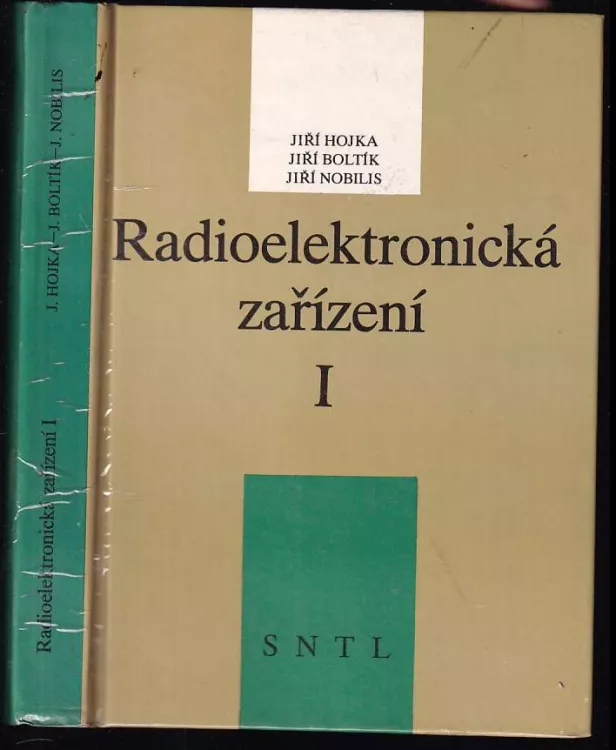 JIŘÍ HOJKA
JIŘÍ BOLTÍK
JIŘÍ NOBILIS
Radioelektronická
zařízení
I
SNTL
J. HOJKA–J. BOLTÍK–J. NOBILIS
Radioelektronická zařízení I